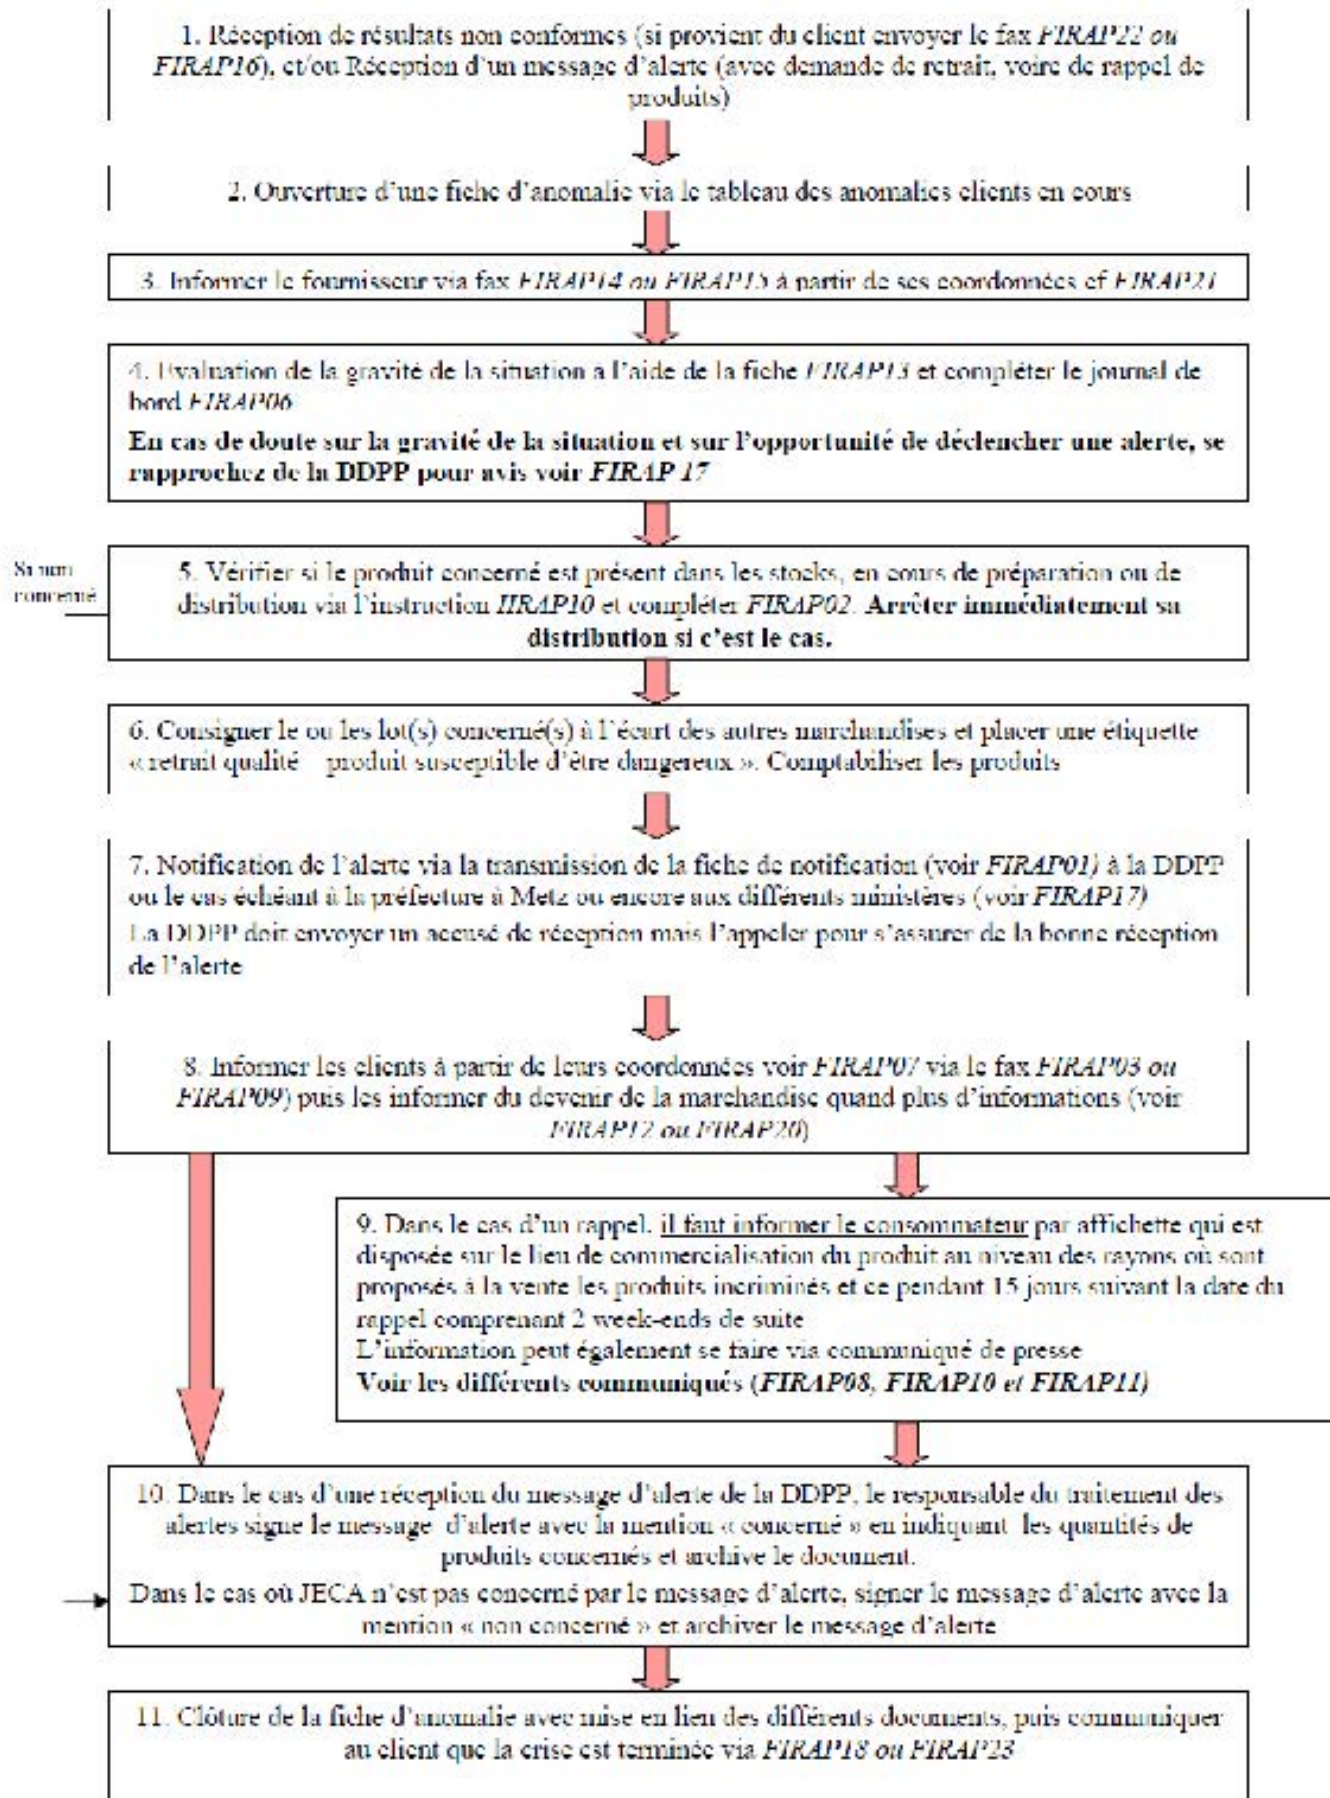 1. Réception de résultats non conformes (si provient du client envoyer le fax FIRAP22 ou
FIRAP16), et/ou Réception d'un message d'alerte (avec demande de retrait, voire de rappel de
produits)
2. Ouverture d'une fiche d'anomalie via le tableau des anomalies clients en cours
3. Informer le fournisseur via fax FIRAP14 ou FIRAP15 à partir de ses coordonnées cf FIRAP21
4. Evaluation de la gravité de la situation à l'aide de la fiche FIRAP13 et compléter le journal de
bord FIRAP06
En cas de doute sur la gravité de la situation et sur l'opportunité de déclencher une alerte, se
rapprochez de la DDPP pour avis voir FIRAP 17
Si non
concerné
5. Vérifier si le produit concerné est présent dans les stocks, en cours de préparation ou de
distribution via l'instruction IIRAP10 et compléter FIRAP02. Arrêter immédiatement sa
distribution si c'est le cas.
6. Consigner le ou les lot(s) concerné(s) à l'écart des autres marchandises et placer une étiquette
« retrait qualité produit susceptible d'être dangereux ». Comptabiliser les produits
7. Notification de l'alerte via la transmission de la fiche de notification (voir FIRAP01) à la DDPP
ou le cas échéant à la préfecture à Metz ou encore aux différents ministères (voir FIRAP17)
La DDPP doit envoyer un accusé de réception mais l'appeler pour s'assurer de la bonne réception
de l'alerte
8. Informer les clients à partir de leurs coordonnées voir FIRAP07 via le fax FIRAP03 ou
FIRAP09) puis les informer du devenir de la marchandise quand plus d'informations (voir
FIRAP12 ou FIRAP20)
9. Dans le cas d'un rappel, il faut informer le consommateur par affichette qui est
disposée sur le lieu de commercialisation du produit au niveau des rayons où sont
proposés à la vente les produits incriminés et ce pendant 15 jours suivant la date du
rappel comprenant 2 week-ends de suite
L'information peut également se faire via communiqué de presse
Voir les différents communiqués (FIRAP08, FIRAP10 et FIRAP11)
10. Dans le cas d'une réception du message d'alerte de la DDPP, le responsable du traitement des
alertes signe le message d'alerte avec la mention « concerné » en indiquant les quantités de
produits concernés et archive le document.
Dans le cas où JECA n'est pas concerné par le message d'alerte, signer le message d'alerte avec la
mention « non concerné » et archiver le message d'alerte
11. Clôture de la fiche d'anomalie avec mise en lien des différents documents, puis communiquer
au client que la crise est terminée via FIRAP18 ou FIRAP23